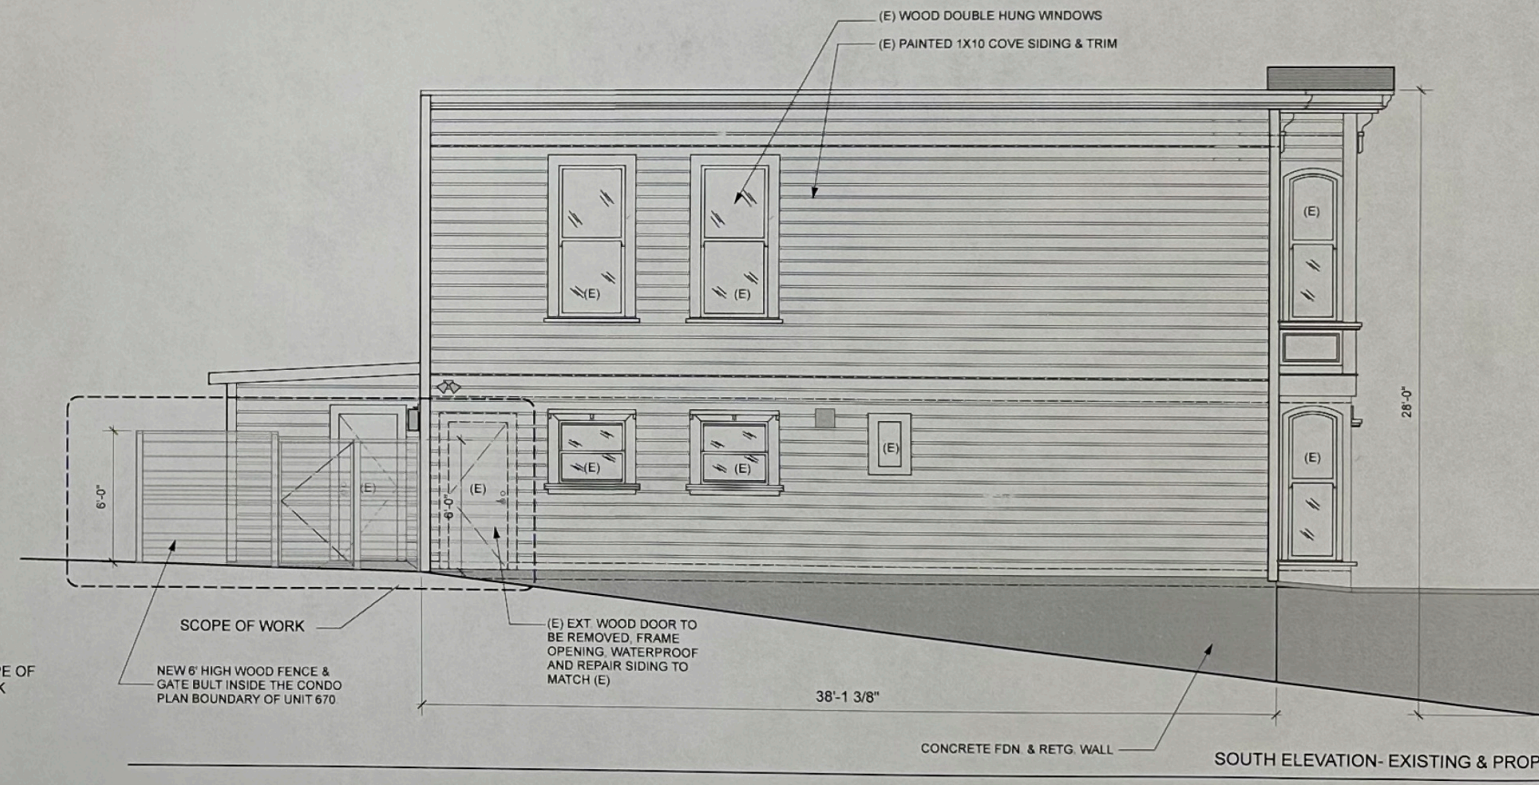 (E) WOOD DOUBLE HUNG WINDOWS
(E) PAINTED 1X10 COVE SIDING & TRIM
(E)
(E)
(E)
28'-0"
(E)
(E)
(E)
(E)
6'-0"
(E)
6'-0"
(E)
SCOPE OF WORK
(E) EXT. WOOD DOOR TO
BE REMOVED, FRAME
OPENING, WATERPROOF
AND REPAIR SIDING TO
MATCH (E)
OF
NEW 6' HIGH WOOD FENCE &
GATE BULT INSIDE THE CONDO
PLAN BOUNDARY OF UNIT 670
38'-1 3/8"
CONCRETE FDN. & RETG. WALL
SOUTH ELEVATION- EXISTING & PROP